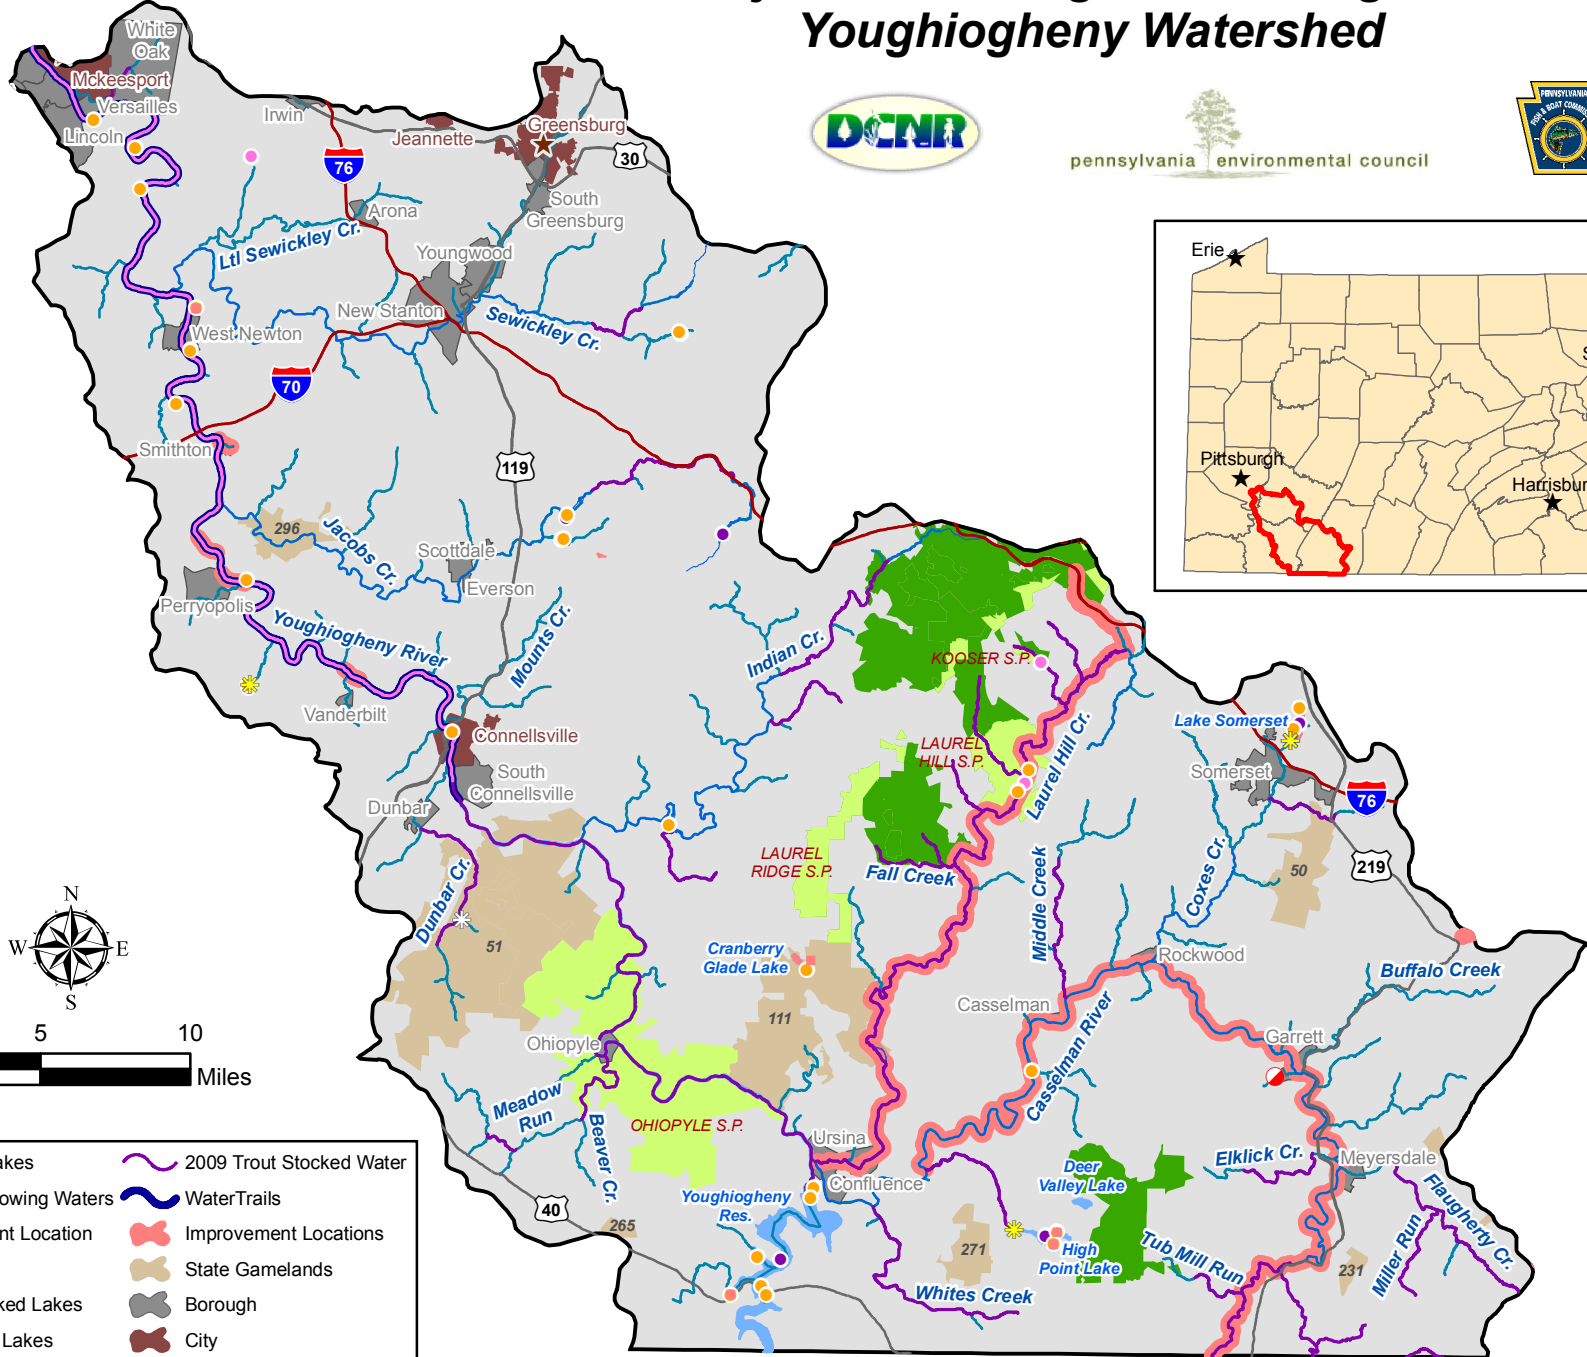 Youghiogheny Watershed
DCNR
pennsylvania environmental council
PENNSYLVANIA
FISH & BOAT COMMISSION
Erie
Pittsburgh
White
Oak
Mckeesport
Versailles
Lincoln
Irwin
Jeannette
Greensburg
30
76
South
Greensburg
Arona
Ltl Sewickley Cr.
Youngwood
New Stanton
Sewickley Cr.
West Newton
70
Smithton
119
296
Jacobs Cr.
Scottdale
Everson
Perryopolis
Youghiogheny River
Mounts Cr.
Indian Cr.
KOOSER S.P.
Vanderbilt
Connellsville
South
Connellsville
Dunbar
LAUREL
HILL S.P.
Laurel Hill Cr.
Lake Somerset
Somerset
76
219
50
LAUREL
RIDGE S.P.
Fall Creek
Middle Creek
Coxes Cr.
Dunbar Cr.
51
Cranberry
Glade Lake
111
Rockwood
Buffalo Creek
Casselman
Casselman River
Garrett
Ohiopyle
Meadow
Run
Beaver Cr.
OHIOPYLE S.P.
Ursina
Confluence
Elklick Cr.
Meyersdale
Flaugherty Cr.
Deer
Valley Lake
Youghiogheny
Res.
40
265
271
High
Point Lake
Tub Mill Run
231
Miller Run
Whites Creek
N
W E
S
5 10
Miles
2009 Trout Stocked Water
WaterTrails
Improvement Locations
State Gamelands
Borough
Lakes
City